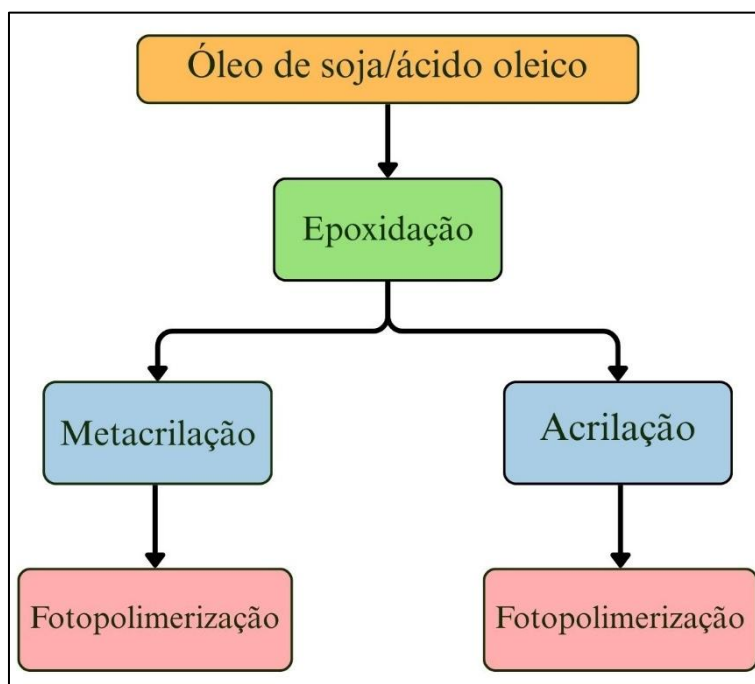 Óleo de soja/ácido oleico
Epoxidação
Metacrilação
Acrilação
Fotopolimerização
Fotopolimerização